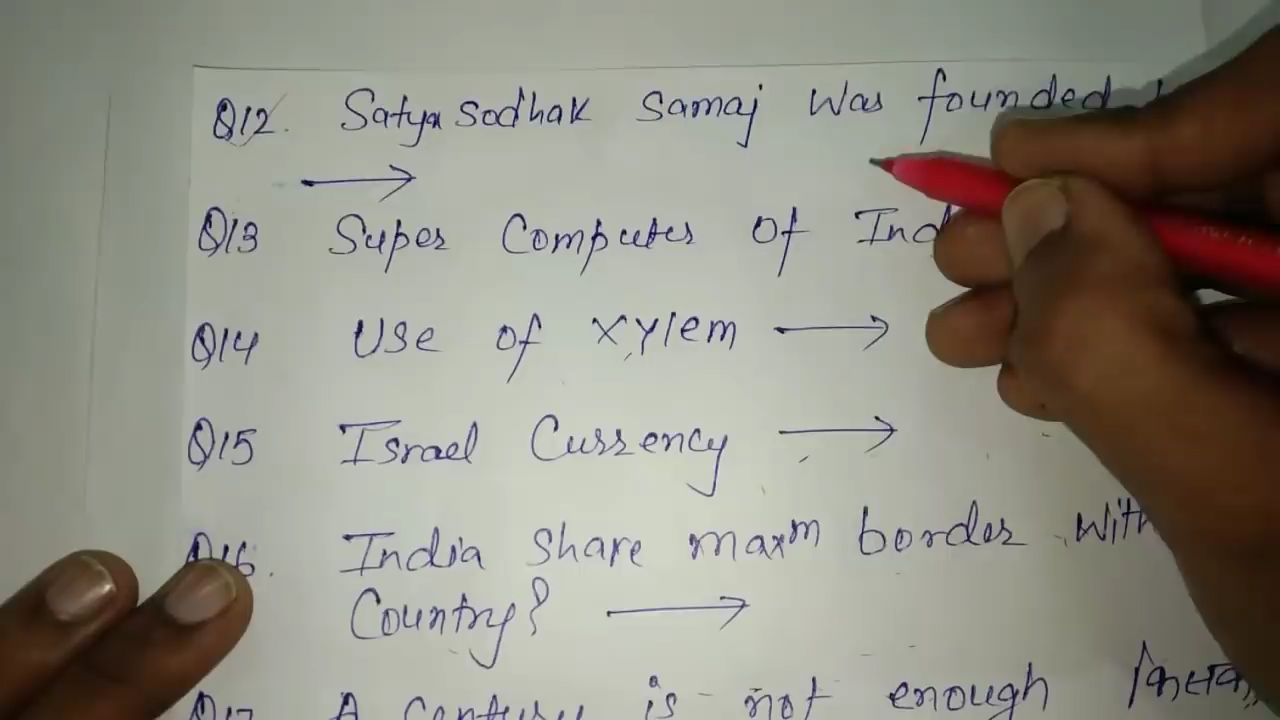 Q12. Satya Sodhak Samaj was founded
→
Q13 Super Computer of Ind
Q14 Use of Xylem →
Q15 Israel Currency →
Q16. India share maxm border with
Country? →
Q17 A century is not enough